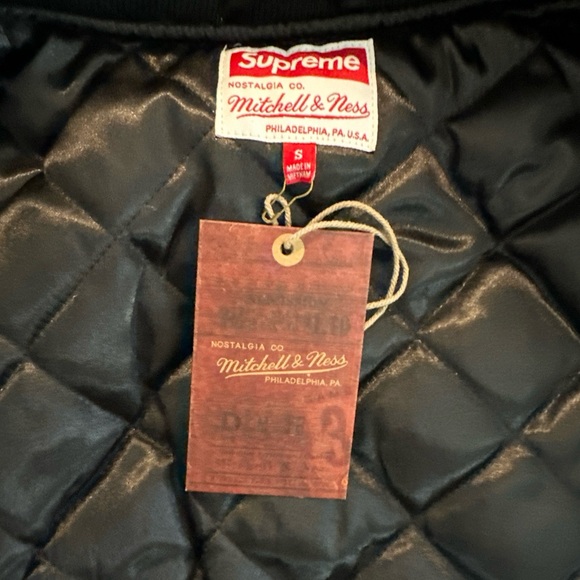 Supreme
NOSTALGIA CO.
Mitchell & Ness
PHILADELPHIA, PA. U.S.A.
S
MADE IN
VIETNAM
NOSTALGIA CO
Mitchell & Ness
PHILADELPHIA, PA